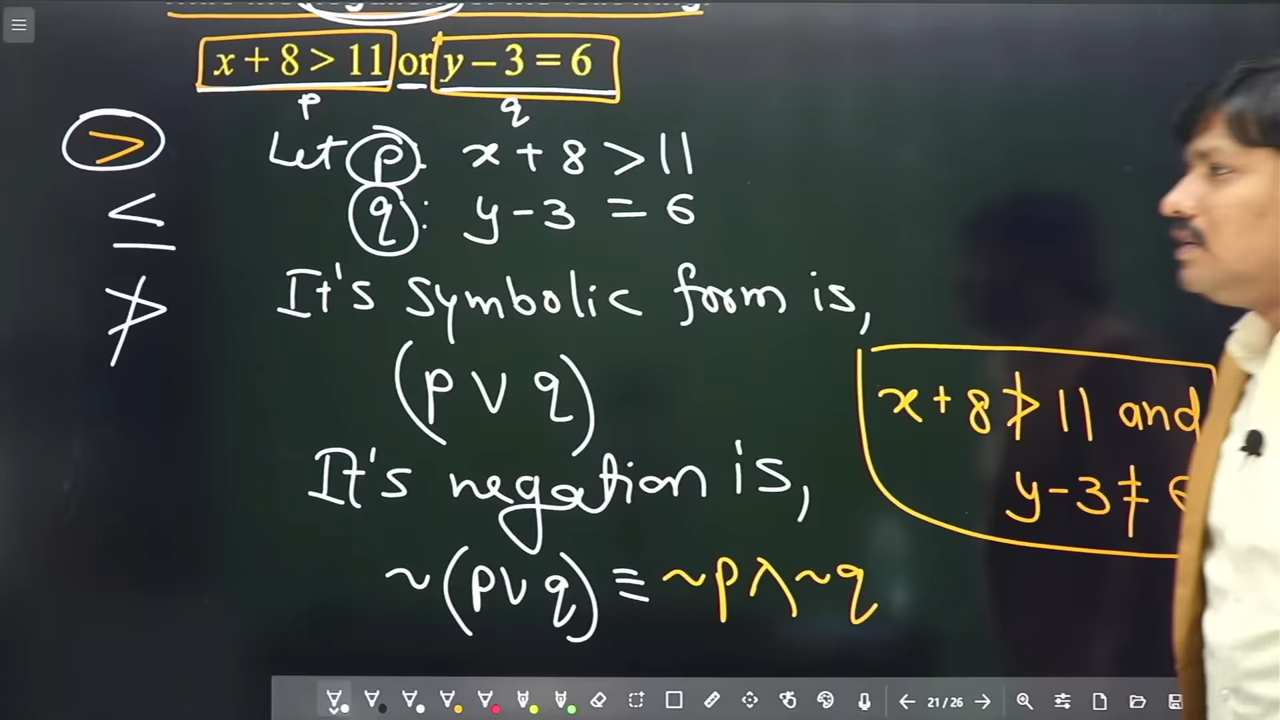 x + 8 > 11 or y – 3 = 6
p q
> Let p: x + 8 > 11
≤ q: y - 3 = 6
≯ It's symbolic form is,
(p ∨ q)
x + 8 ≯ 11 and
It's negation is,
y - 3 ≠ 6
~(p ∨ q) ≡ ~p ∧ ~q
21 / 26